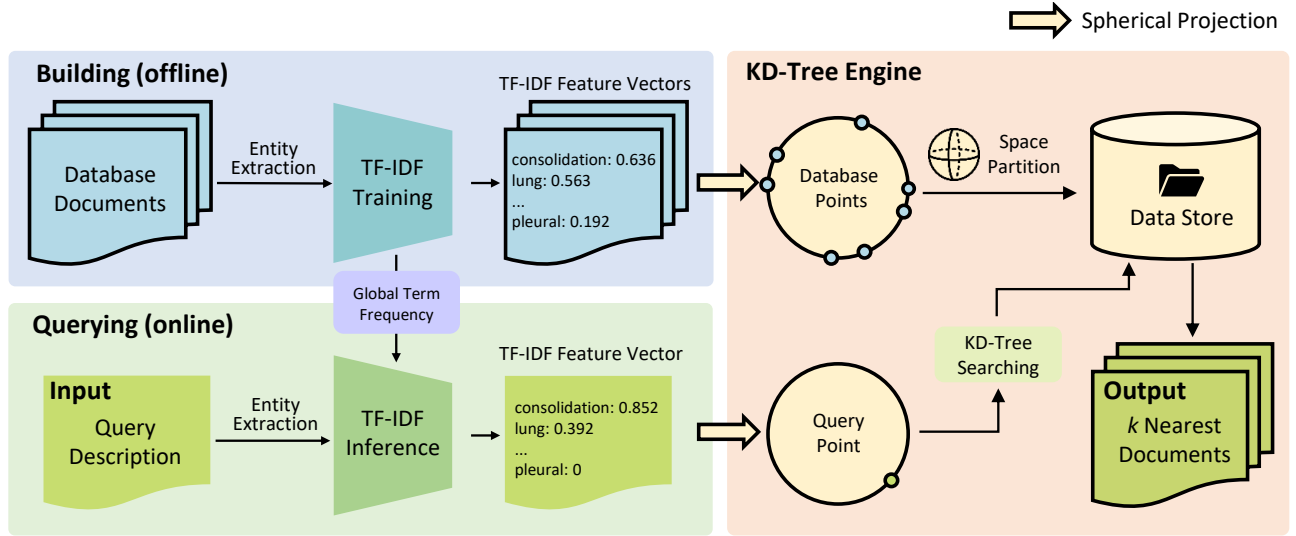 Spherical Projection
Building (offline)
Database
Documents
Entity
Extraction
TF-IDF
Training
TF-IDF Feature Vectors
consolidation: 0.636
lung: 0.563
...
pleural: 0.192
Global Term
Frequency
Querying (online)
Input
Query
Description
Entity
Extraction
TF-IDF
Inference
TF-IDF Feature Vector
consolidation: 0.852
lung: 0.392
...
pleural: 0
KD-Tree Engine
Database
Points
Space
Partition
Data Store
KD-Tree
Searching
Query
Point
Output
k Nearest
Documents